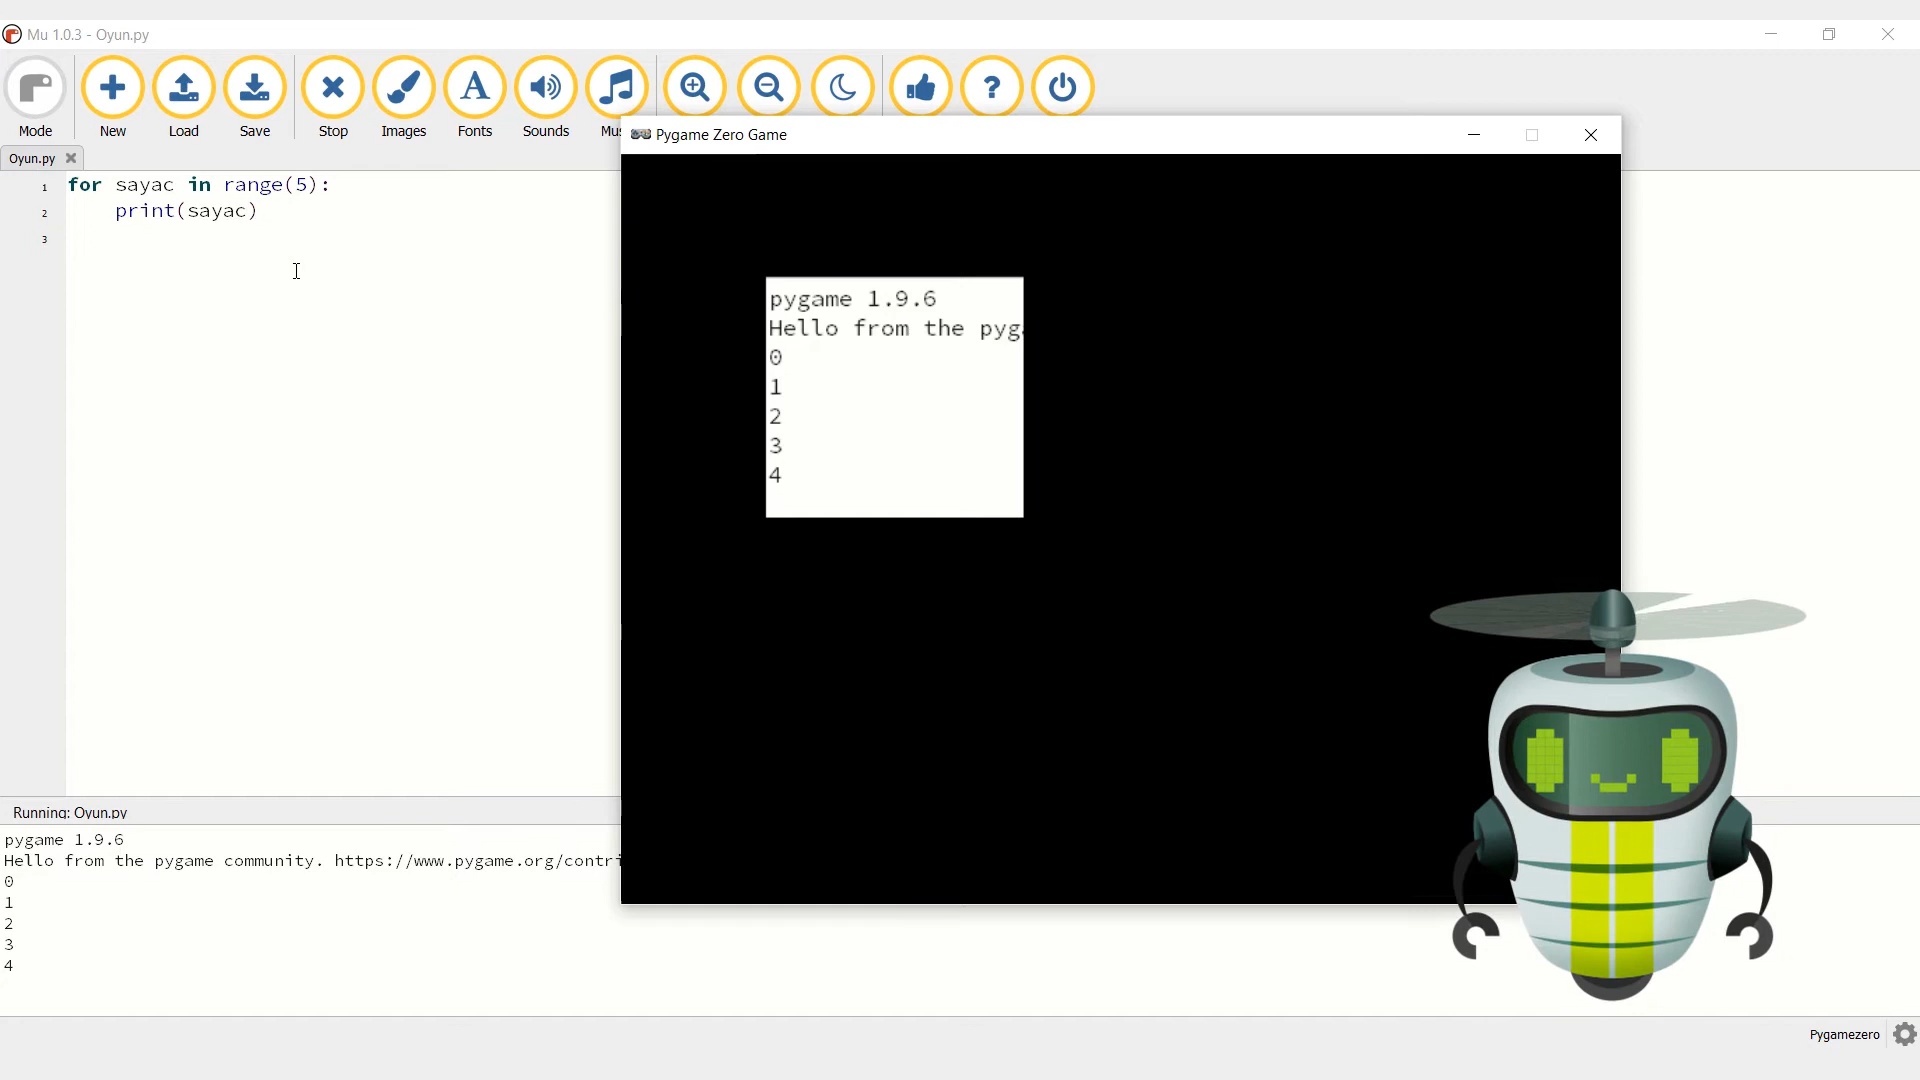 Mu 1.0.3 - Oyun.py
Mode
New
Load
Save
Stop
Images
Fonts
Sounds
Oyun.py
1 for sayac in range(5):
2 print(sayac)
3
Pygame Zero Game
pygame 1.9.6
Hello from the
0
1
2
3
4
Running: Oyun.py
pygame 1.9.6
Hello from the pygame community. https://www.pygame.org/contri
0
1
2
3
4
Pygamezero